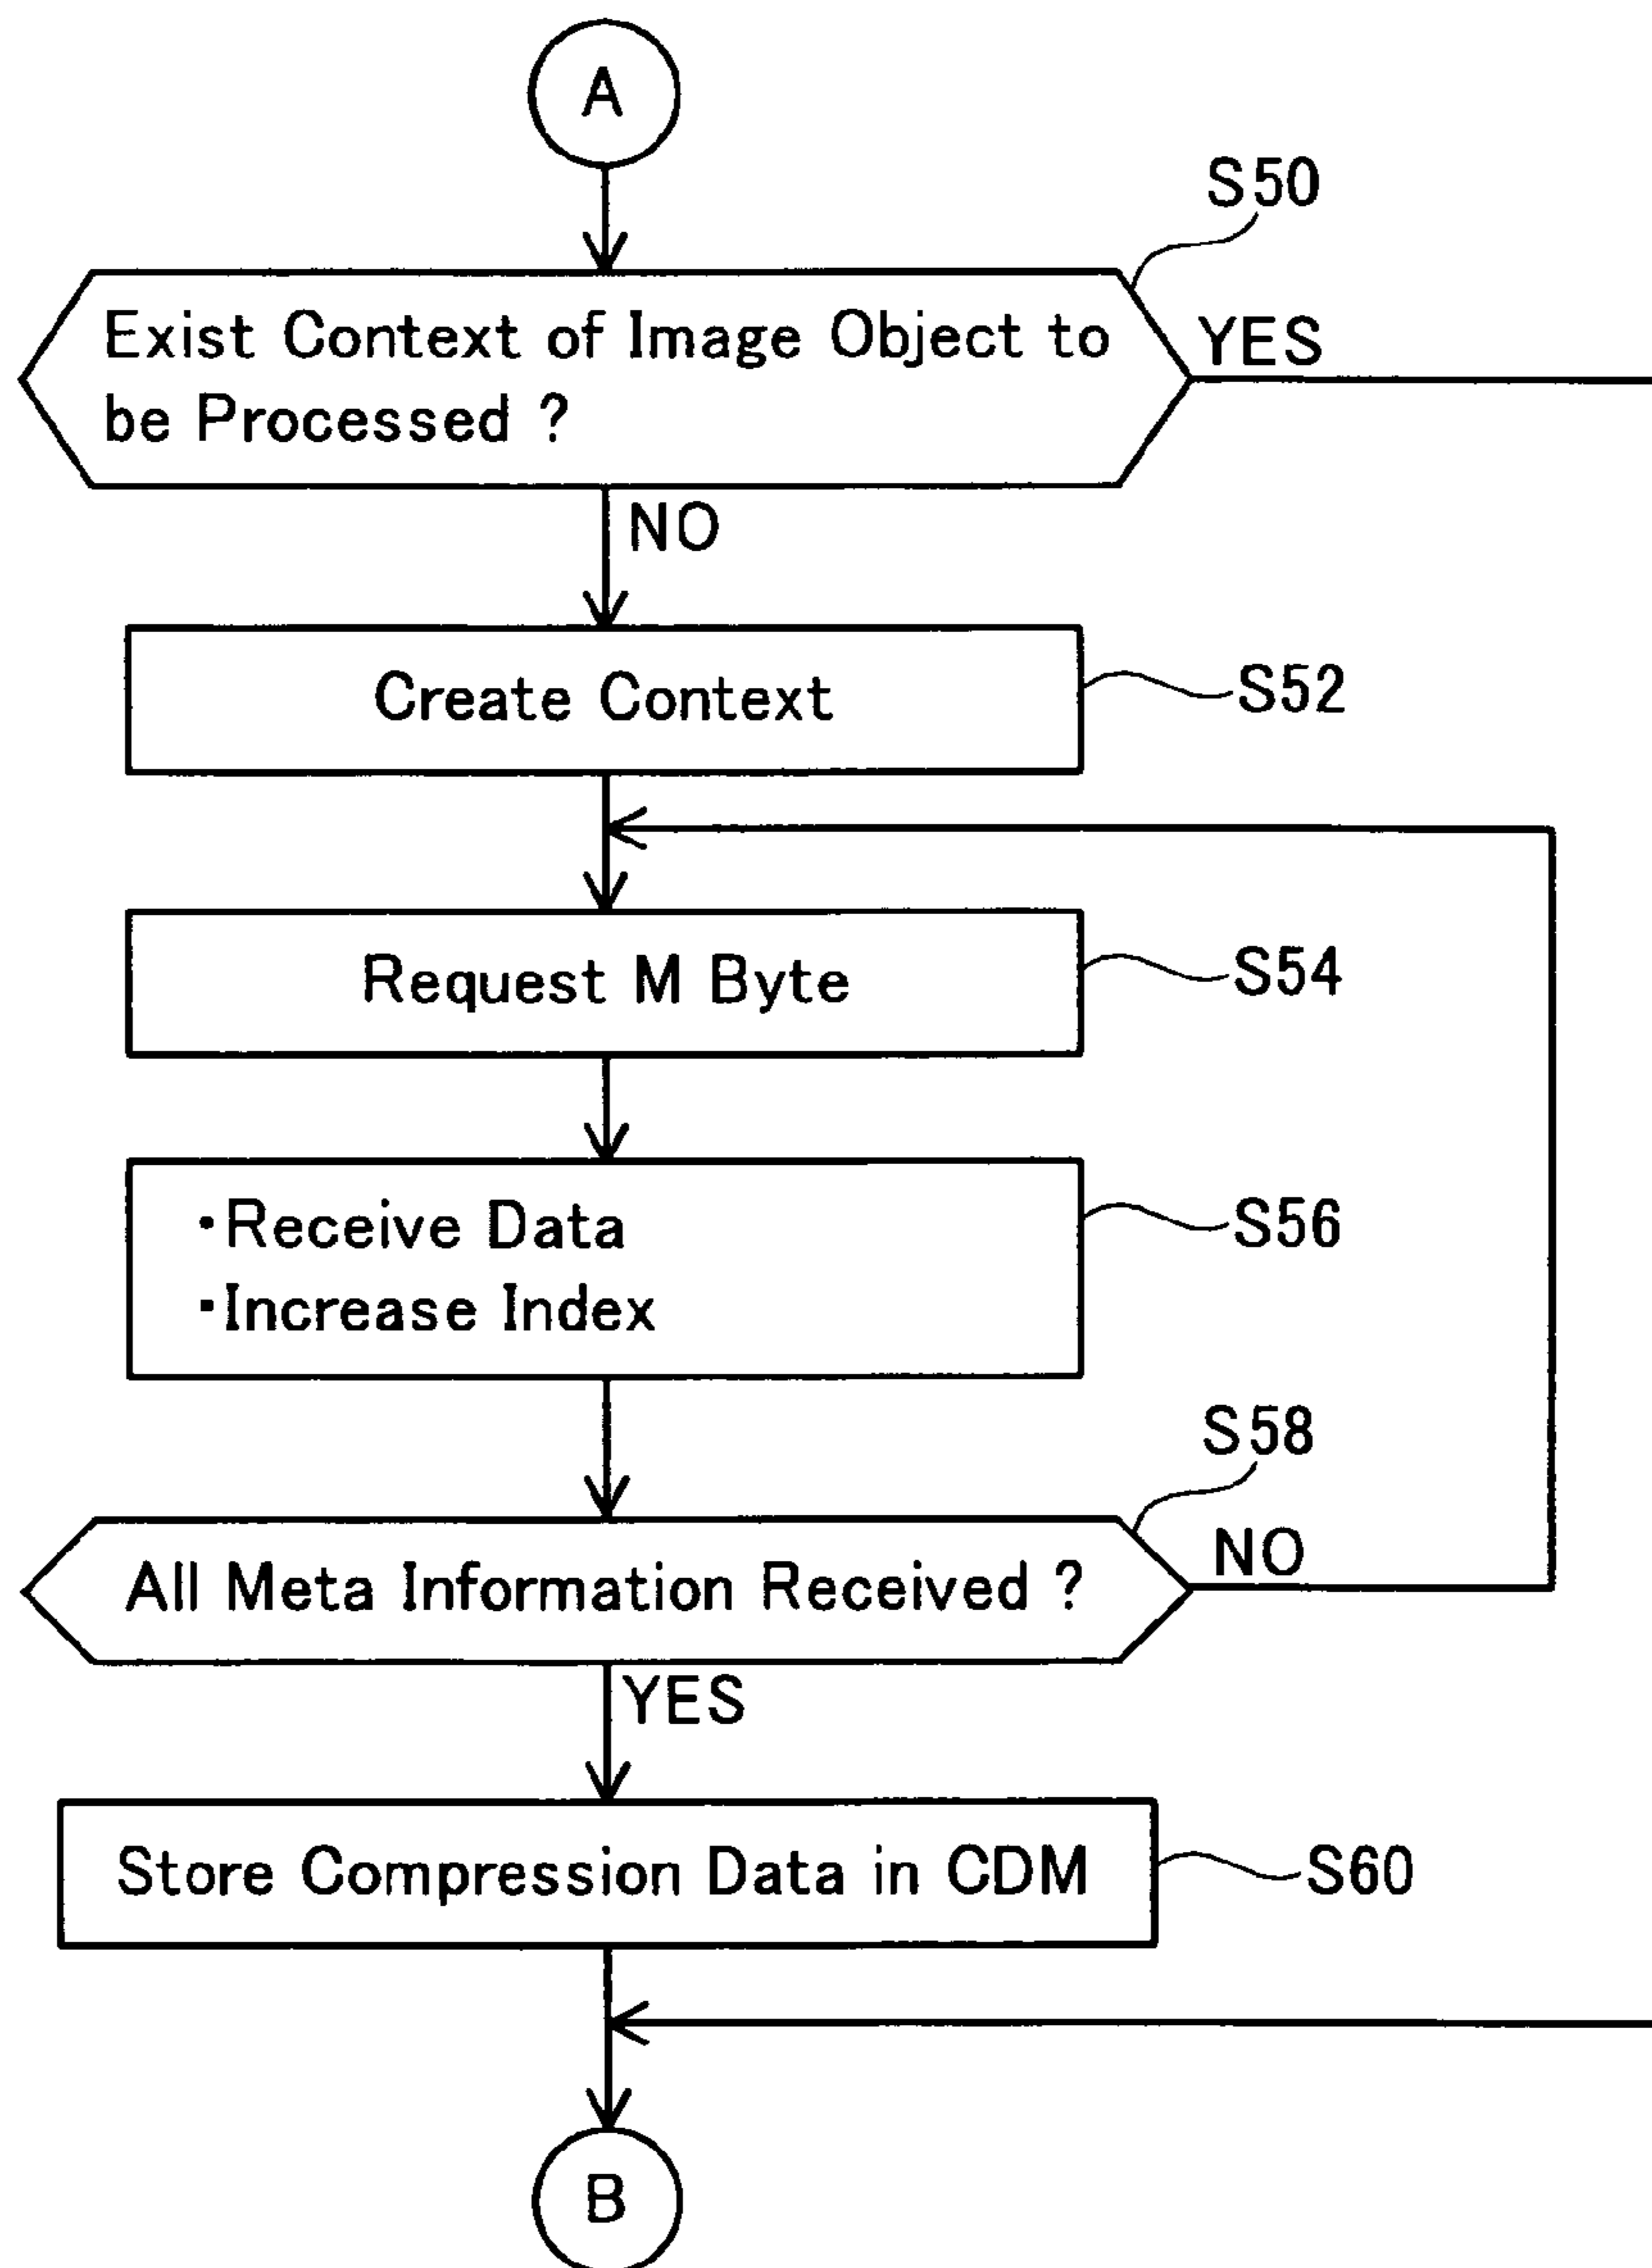 A
S50
Exist Context of Image Object to
be Processed ?
YES
NO
Create Context
S52
Request M Byte
S54
・Receive Data
・Increase Index
S56
S58
All Meta Information Received ?
NO
YES
Store Compression Data in CDM
S60
B